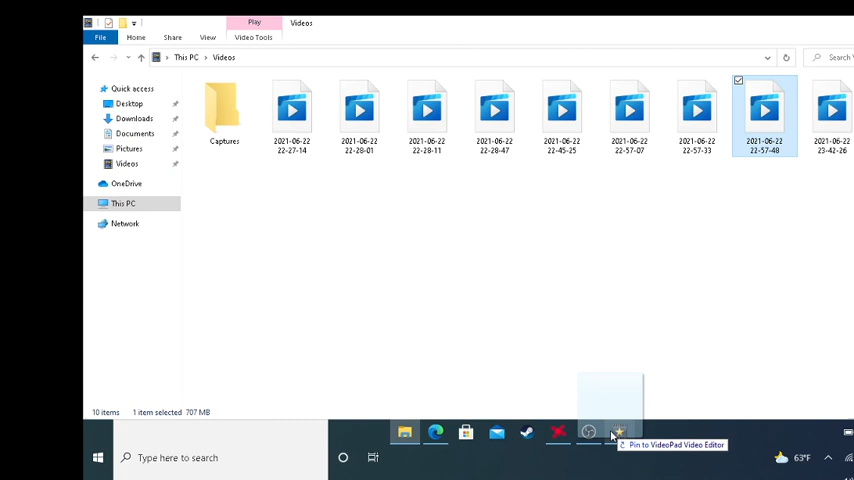 Play
Videos
File
Home
Share
View
Video Tools
This PC
Videos
Search V
Quick access
Desktop
Downloads
Documents
Pictures
Videos
OneDrive
This PC
Network
Captures
2021-06-22
22-27-14
2021-06-22
22-28-01
2021-06-22
22-28-11
2021-06-22
22-28-47
2021-06-22
22-45-25
2021-06-22
22-57-07
2021-06-22
22-57-33
2021-06-22
22-57-48
2021-06-22
23-42-26
10 items
1 item selected 707 MB
Pin to VideoPad Video Editor
Type here to search
63°F